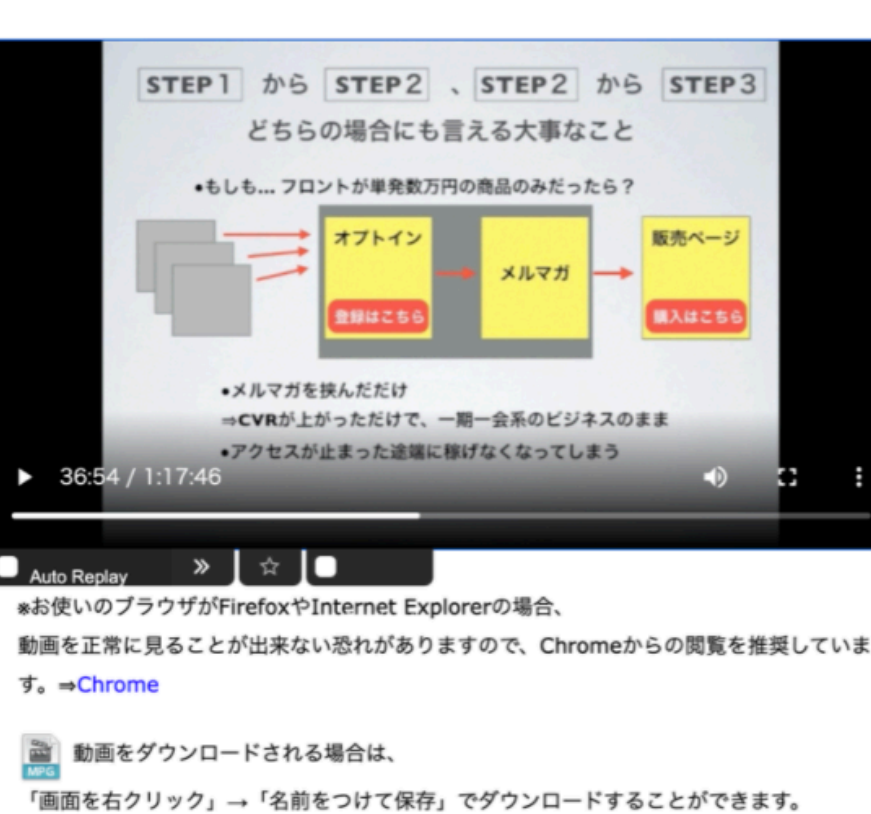 STEP1 から STEP2 、 STEP2 から STEP3
どちらの場合にも言える大事なこと
•もしも... フロントが単発数万円の商品のみだったら？
オプトイン
登録はこちら
メルマガ
販売ページ
購入はこちら
•メルマガを挟んだだけ
⇒CVRが上がっただけで、一期一会系のビジネスのまま
•アクセスが止まった途端に稼げなくなってしまう
36:54 / 1:17:46
Auto Replay
※お使いのブラウザがFirefoxやInternet Explorerの場合、
動画を正常に見ることが出来ない恐れがありますので、Chromeからの閲覧を推奨していま
す。⇒Chrome
MPG
動画をダウンロードされる場合は、
「画面を右クリック」→「名前をつけて保存」でダウンロードすることができます。